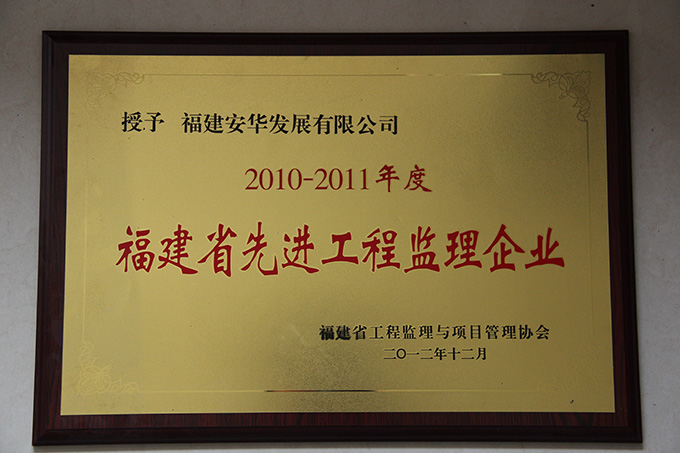 授予 福建安华发展有限公司
2010-2011年度
福建省先进工程监理企业
福建省工程监理与项目管理协会
二〇一二年十二月